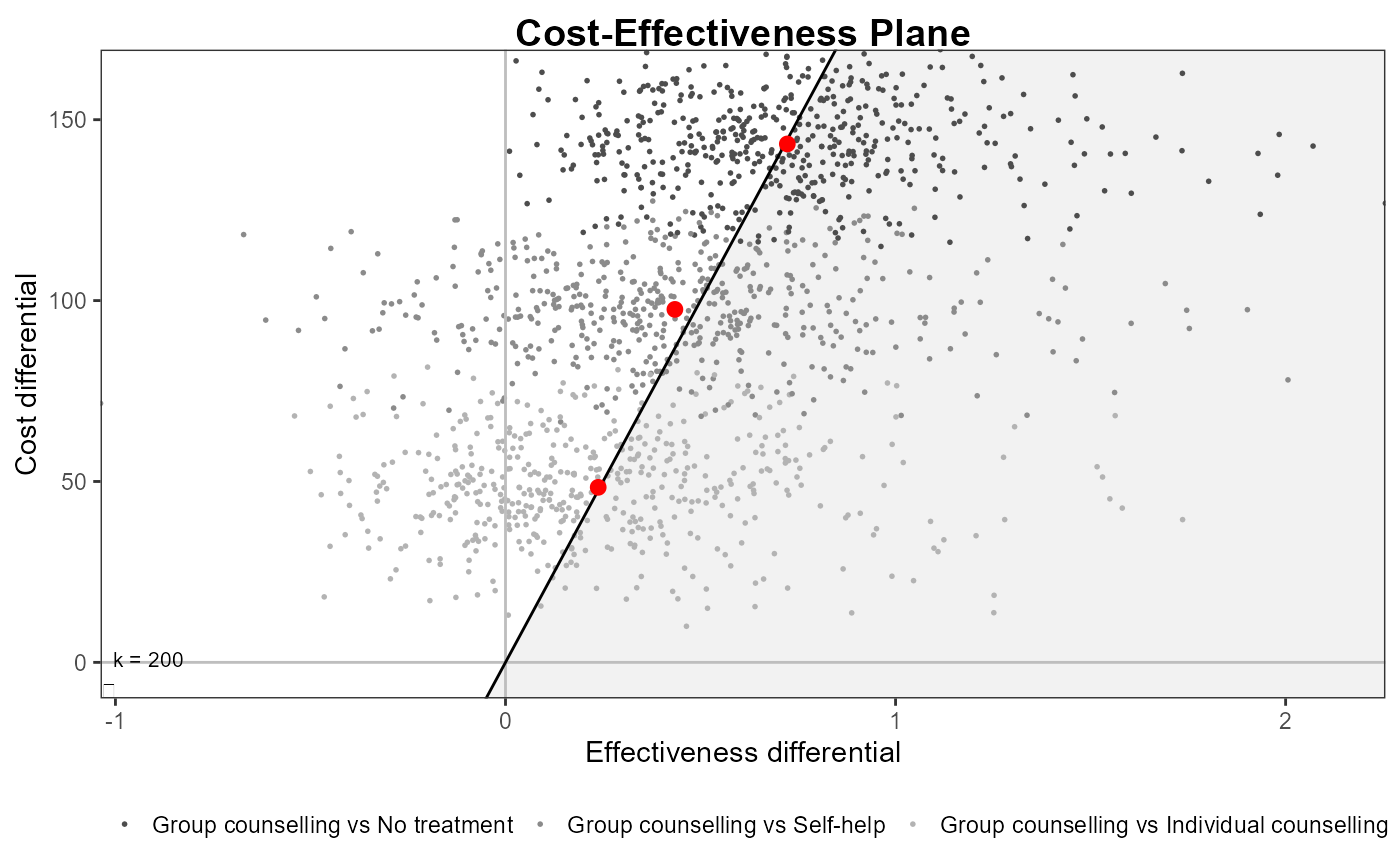 Cost-Effectiveness Plane
Cost differential
150
100
50
0
k = 200
-1 0 1 2
Effectiveness differential
Group counselling vs No treatment Group counselling vs Self-help Group counselling vs Individual counselling